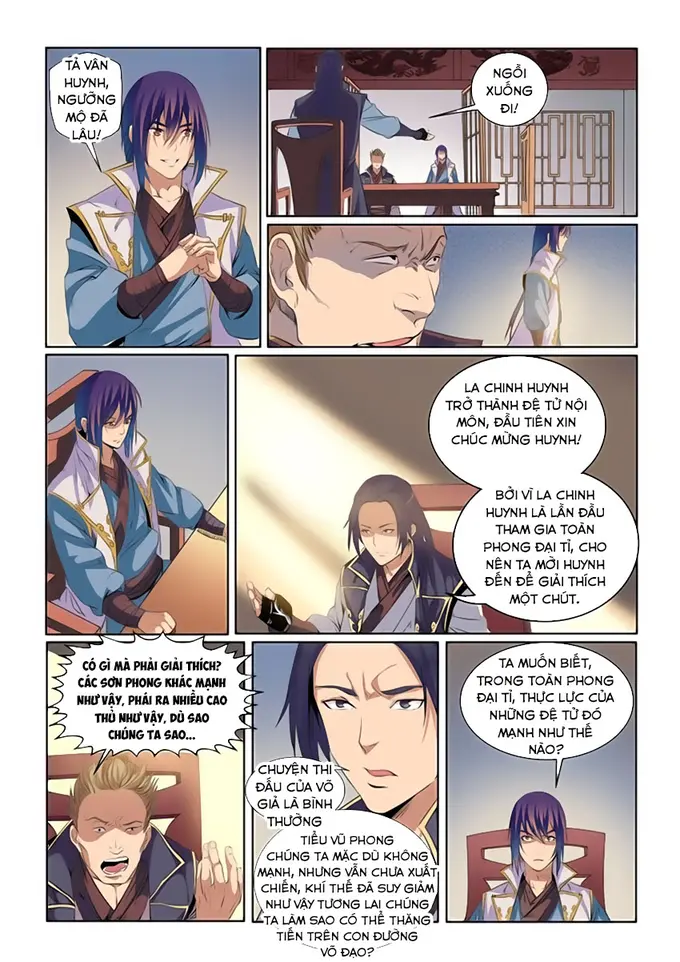 TẢ VÂN
HUYNH,
NGƯỠNG
MỘ ĐÃ
LÂU!
NGỒI
XUỐNG
ĐI!
LA CHINH HUYNH
TRỞ THÀNH ĐỆ TỬ NỘI
MÔN, ĐẦU TIÊN XIN
CHÚC MỪNG HUYNH!
BỞI VÌ LA CHINH
HUYNH LÀ LẦN ĐẦU
THAM GIA TOÀN
PHONG ĐẠI TỈ, CHO
NÊN TA MỜI HUYNH
ĐẾN ĐỂ GIẢI THÍCH
MỘT CHÚT.
CÓ GÌ MÀ PHẢI GIẢI THÍCH?
CÁC SƠN PHONG KHÁC MẠNH
NHƯ VẬY, PHÁI RA NHIỀU CAO
THỦ NHƯ VẬY, DÙ SAO
CHÚNG TA SAO...
CHUYỆN THI
ĐẤU CỦA VÕ
GIẢ LÀ BÌNH
THƯỜNG
TIỂU VŨ PHONG
CHÚNG TA MẶC DÙ KHÔNG
MẠNH, NHƯNG VẪN CHƯA XUẤT
CHIẾN, KHÍ THẾ ĐÃ SUY GIẢM
NHƯ VẬY TƯƠNG LAI CHÚNG
TA LÀM SAO CÓ THỂ THĂNG
TIẾN TRÊN CON ĐƯỜNG
VÕ ĐẠO?
TA MUỐN BIẾT,
TRONG TOÀN PHONG
ĐẠI TỈ, THỰC LỰC CỦA
NHỮNG ĐỆ TỬ ĐÓ
MẠNH NHƯ THẾ
NÀO?